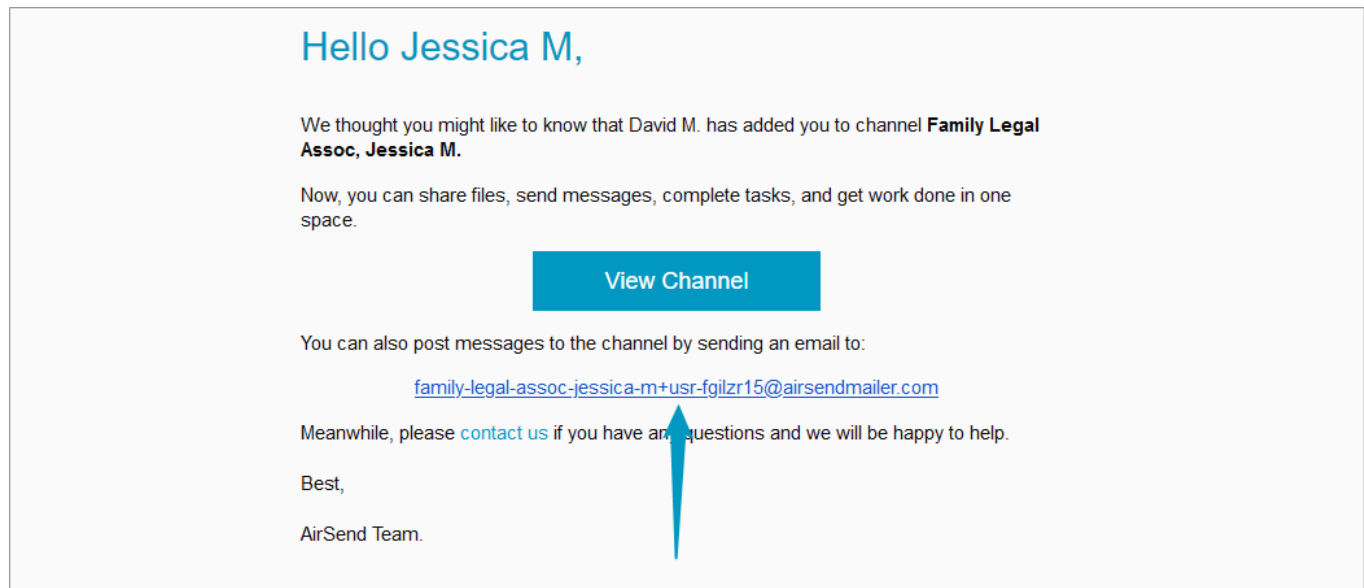 Hello Jessica M,
We thought you might like to know that David M. has added you to channel Family Legal
Assoc, Jessica M.
Now, you can share files, send messages, complete tasks, and get work done in one
space.
View Channel
You can also post messages to the channel by sending an email to:
family-legal-assoc-jessica-m+usr-fgilzr15@airsendmailer.com
Meanwhile, please contact us if you have any questions and we will be happy to help.
Best,
AirSend Team.